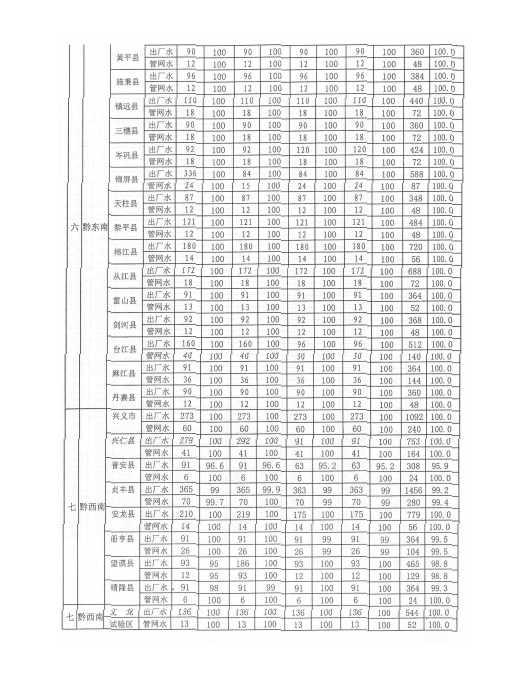 黄平县 出厂水 90 100 90 100 90 100 90 100 360 100.0
管网水 12 100 12 100 12 100 12 100 48 100.0
施秉县 出厂水 96 100 96 100 96 100 96 100 384 100.0
管网水 12 100 12 100 12 100 12 100 48 100.0
镇远县 出厂水 110 100 110 100 110 100 110 100 440 100.0
管网水 18 100 18 100 18 100 18 100 72 100.0
三穗县 出厂水 90 100 90 100 90 100 90 100 360 100.0
管网水 18 100 18 100 18 100 18 100 72 100.0
岑巩县 出厂水 92 100 92 100 120 100 120 100 424 100.0
管网水 18 100 18 100 18 100 18 100 72 100.0
锦屏县 出厂水 336 100 84 100 84 100 84 100 588 100.0
管网水 24 100 15 100 24 100 24 100 87 100.0
天柱县 出厂水 87 100 87 100 87 100 87 100 348 100.0
管网水 12 100 12 100 12 100 12 100 48 100.0
六 黔东南 黎平县 出厂水 121 100 121 100 121 100 121 100 484 100.0
管网水 12 100 12 100 12 100 12 100 48 100.0
榕江县 出厂水 180 100 180 100 180 100 180 100 720 100.0
管网水 14 100 14 100 14 100 14 100 56 100.0
从江县 出厂水 172 100 172 100 172 100 172 100 688 100.0
管网水 18 100 18 100 18 100 18 100 72 100.0
雷山县 出厂水 91 100 91 100 91 100 91 100 364 100.0
管网水 13 100 13 100 13 100 13 100 52 100.0
剑河县 出厂水 92 100 92 100 92 100 92 100 368 100.0
管网水 12 100 12 100 12 100 12 100 48 100.0
台江县 出厂水 160 100 160 100 96 100 96 100 512 100.0
管网水 40 100 40 100 30 100 30 100 140 100.0
麻江县 出厂水 91 100 91 100 91 100 91 100 364 100.0
管网水 36 100 36 100 36 100 36 100 144 100.0
丹寨县 出厂水 90 100 90 100 90 100 90 100 360 100.0
管网水 12 100 12 100 12 100 12 100 48 100.0
兴义市 出厂水 273 100 273 100 273 100 273 100 1092 100.0
管网水 60 100 60 100 60 100 60 100 240 100.0
兴仁县 出厂水 279 100 292 100 91 100 91 100 753 100.0
管网水 41 100 41 100 41 100 41 100 164 100.0
普安县 出厂水 91 96.6 91 96.6 63 95.2 63 95.2 308 95.9
管网水 6 100 6 100 6 100 6 100 24 100.0
贞丰县 出厂水 365 99 365 99.9 363 99 363 99 1456 99.2
七 黔西南 管网水 70 99.7 70 100 70 99 70 99 280 99.4
安龙县 出厂水 210 100 219 100 175 100 175 100 779 100.0
管网水 14 100 14 100 14 100 14 100 56 100.0
册亨县 出厂水 91 100 91 100 91 99 91 99 364 99.5
管网水 26 100 26 100 26 99 26 99 104 99.5
望谟县 出厂水 93 95 186 100 93 100 93 100 465 98.8
管网水 12 95 93 100 12 100 12 100 129 98.8
晴隆县 出厂水 91 98 91 99 91 100 91 100 364 99.3
管网水 6 100 6 100 6 100 6 100 24 100.0
七 黔西南 义龙 出厂水 136 100 136 100 136 100 136 100 544 100.0
试验区 管网水 13 100 13 100 13 100 13 100 52 100.0